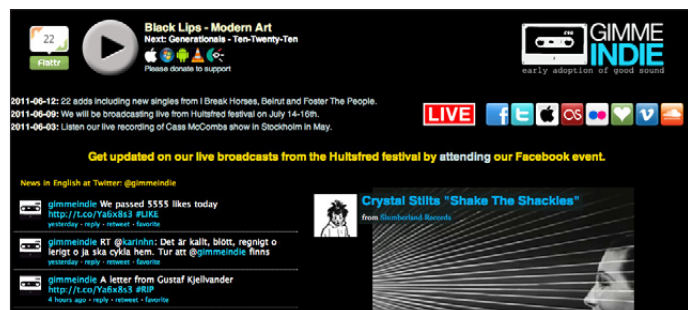 22
Flattr
Black Lips - Modern Art
Next: Generationals - Ten-Twenty-Ten
Please donate to support
GIMME
INDIE
early adoption of good sound
2011-06-12: 22 adds including new singles from I Break Horses, Beirut and Foster The People.
2011-06-09: We will be broadcasting live from Hultsfred festival on July 14-16th.
2011-06-03: Listen our live recording of Cass McCombs show in Stockholm in May.
LIVE
Get updated on our live broadcasts from the Hultsfred festival by attending our Facebook event.
News in English at Twitter: @gimmeindie
gimmeindie We passed 5555 likes today
http://t.co/Ya6x8s3 #LIKE
yesterday · reply · retweet · favorite
gimmeindie RT @karinhn: Det är kallt, blött, regnigt o
lerigt o ja ska cykla hem. Tur att @gimmeindie finns
yesterday · reply · retweet · favorite
gimmeindie A letter from Gustaf Kjellvander
http://t.co/Ya6x8s3 #RIP
4 hours ago · reply · retweet · favorite
Crystal Stilts "Shake The Shackles"
from Slumberland Records